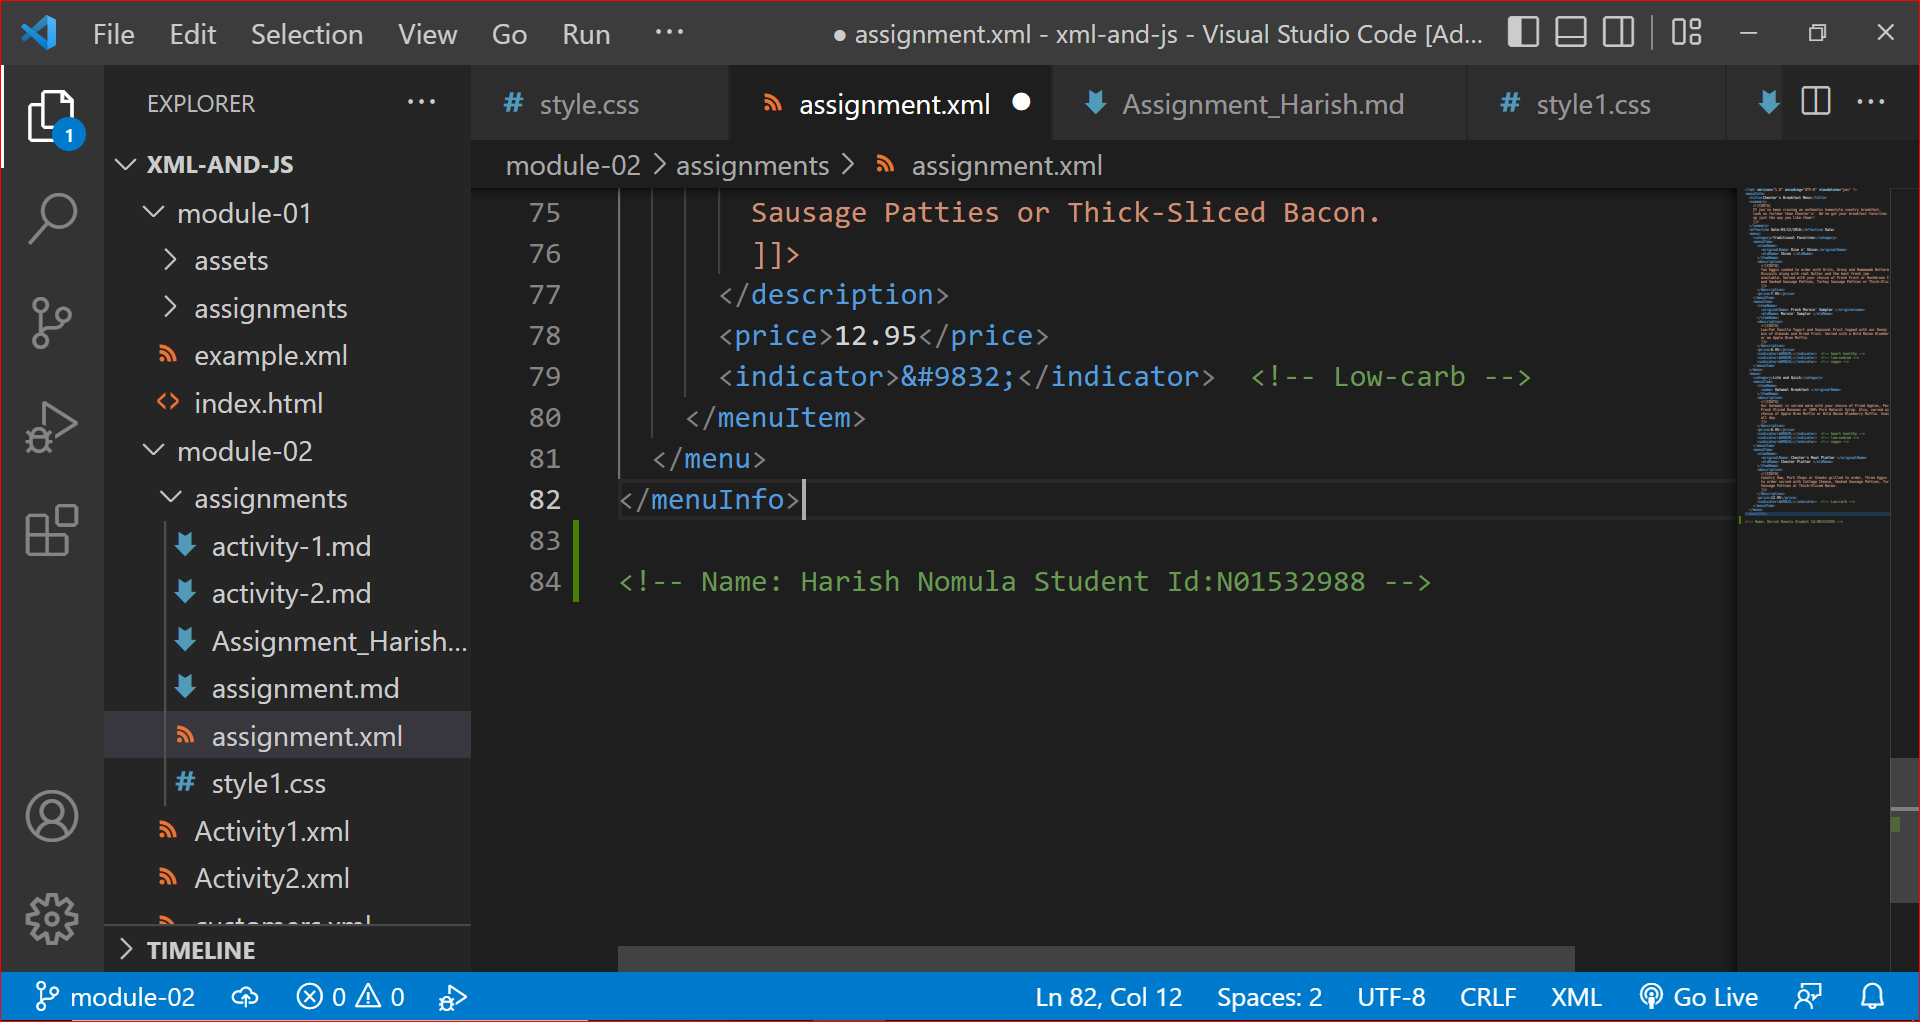 File Edit Selection View Go Run ··· ● assignment.xml - xml-and-js - Visual Studio Code [Ad...
EXPLORER ···
1
XML-AND-JS
module-01
assets
assignments
example.xml
index.html
module-02
assignments
activity-1.md
activity-2.md
Assignment_Harish...
assignment.md
assignment.xml
# style1.css
Activity1.xml
Activity2.xml
customers.xml
TIMELINE
# style.css assignment.xml ● Assignment_Harish.md # style1.css ···
module-02 > assignments > assignment.xml
75 Sausage Patties or Thick-Sliced Bacon.
76 ]]>
77 </description>
78 <price>12.95</price>
79 <indicator>&#9832;</indicator> <!-- Low-carb -->
80 </menuItem>
81 </menu>
82 </menuInfo>
83
84 <!-- Name: Harish Nomula Student Id:N01532988 -->
module-02 0 0 Ln 82, Col 12 Spaces: 2 UTF-8 CRLF XML Go Live